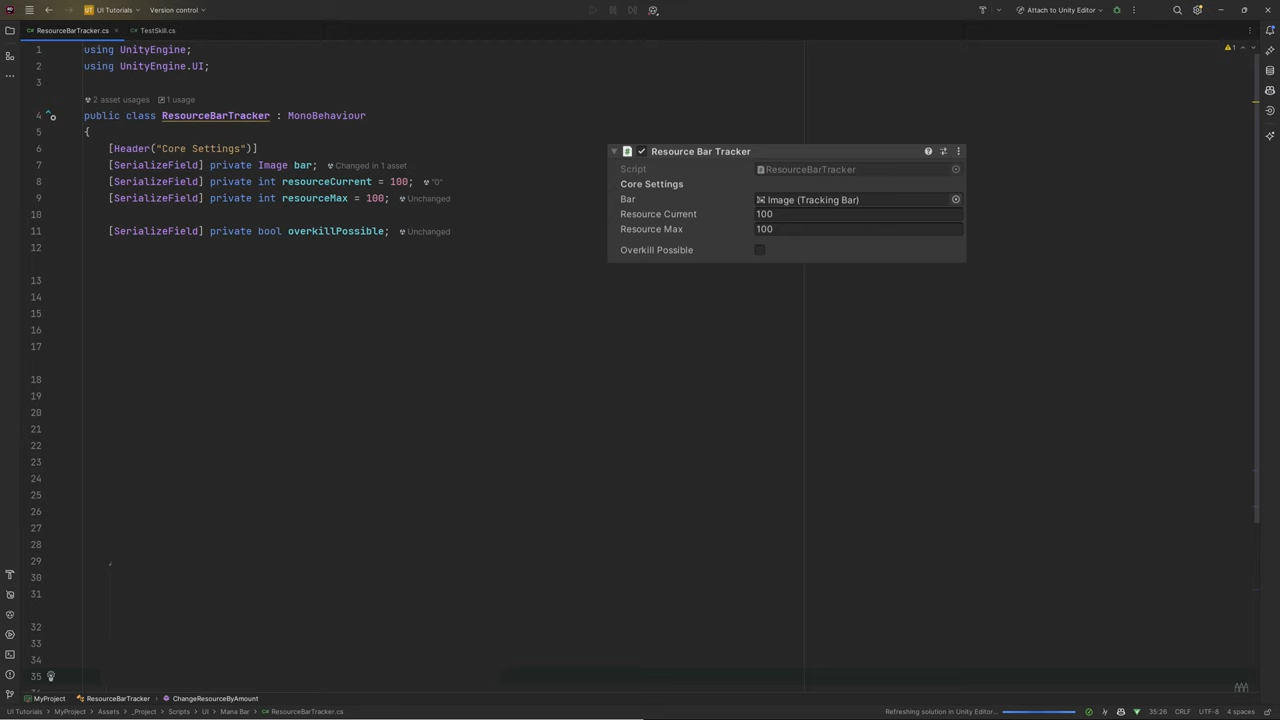 UT UI Tutorials Version control Attach to Unity Editor
ResourceBarTracker.cs TestSkill.cs
1 using UnityEngine; 1
2 using UnityEngine.UI;
3
2 asset usages 1 usage
4 public class ResourceBarTracker : MonoBehaviour
5 {
6 [Header("Core Settings")]
7 [SerializeField] private Image bar; Changed in 1 asset
8 [SerializeField] private int resourceCurrent = 100; "0"
9 [SerializeField] private int resourceMax = 100; Unchanged
10
11 [SerializeField] private bool overkillPossible; Unchanged
12
13
14
15
16
17
18
19
20
21
22
23
24
25
26
27
28
29
30
31
32
33
34
35
Resource Bar Tracker
Script ResourceBarTracker
Core Settings
Bar Image (Tracking Bar)
Resource Current 100
Resource Max 100
Overkill Possible
MyProject ResourceBarTracker ChangeResourceByAmount
UI Tutorials MyProject Assets _Project Scripts UI Mana Bar ResourceBarTracker.cs Refreshing solution in Unity Editor... 35:26 CRLF UTF-8 4 spaces